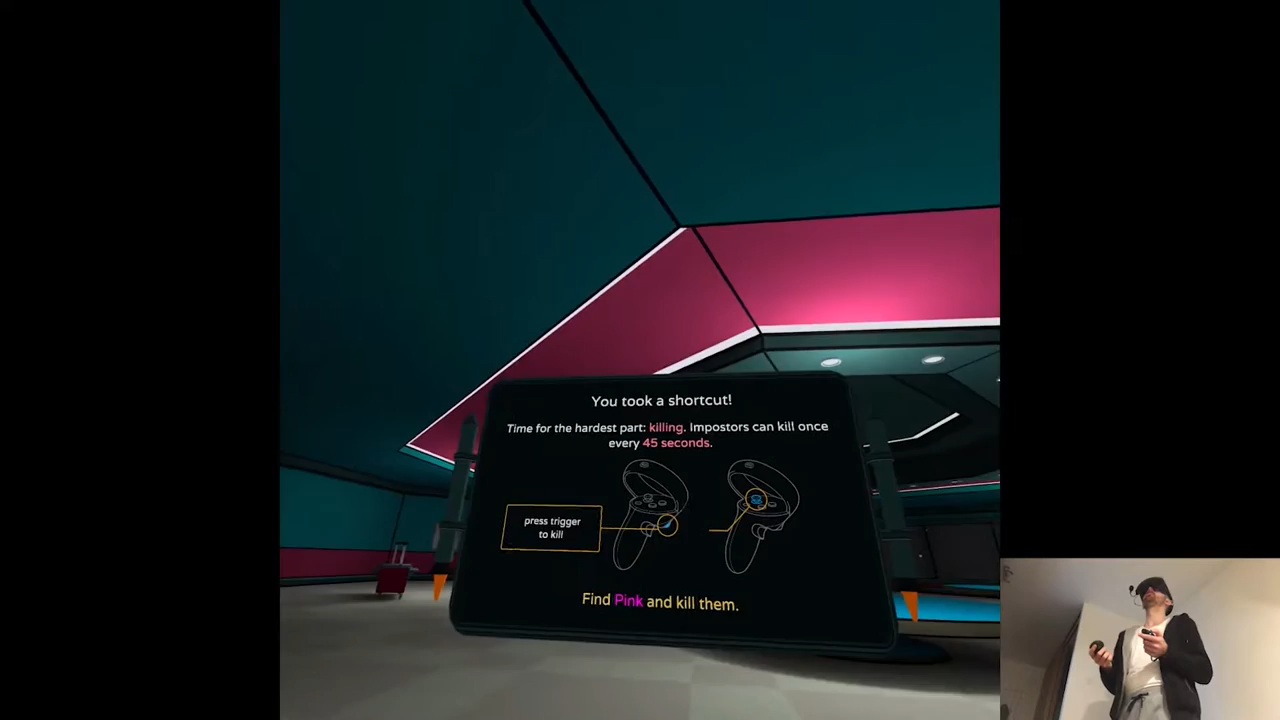 You took a shortcut!
Time for the hardest part: killing. Impostors can kill once
every 45 seconds.
press trigger
to kill
Find Pink and kill them.